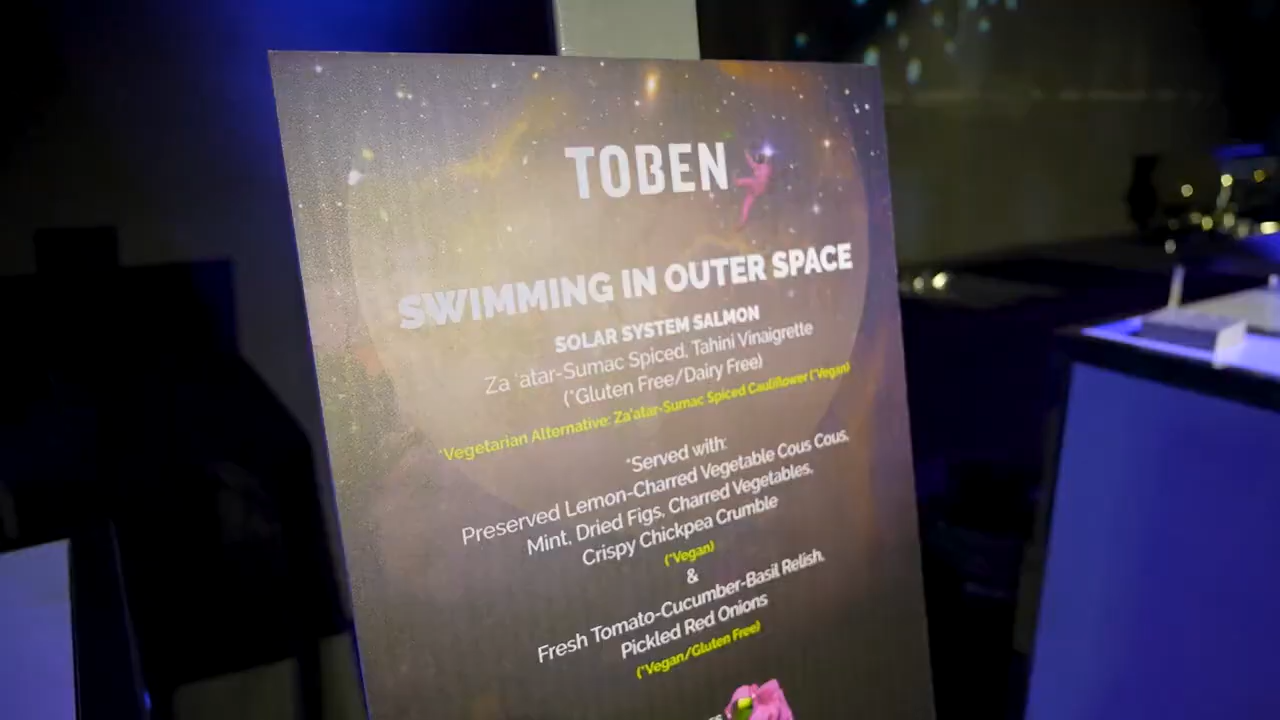 TOBEN
SWIMMING IN OUTER SPACE
SOLAR SYSTEM SALMON
Za 'atar-Sumac Spiced, Tahini Vinaigrette
(*Gluten Free/Dairy Free)
*Vegetarian Alternative: Za'atar-Sumac Spiced Cauliflower (*Vegan)
*Served with:
Preserved Lemon-Charred Vegetable Cous Cous,
Mint, Dried Figs, Charred Vegetables,
Crispy Chickpea Crumble
(*Vegan)
&
Fresh Tomato-Cucumber-Basil Relish,
Pickled Red Onions
(*Vegan/Gluten Free)